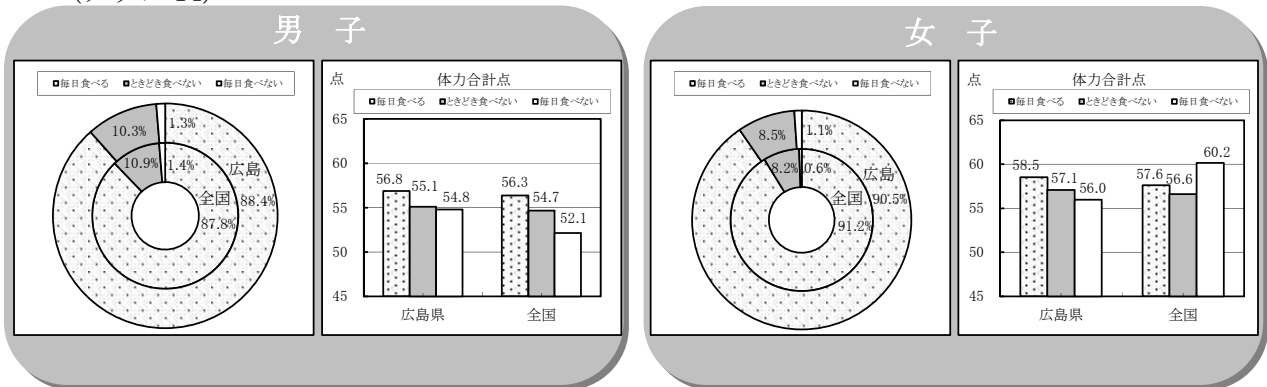 男 子
毎日食べる ときどき食べない 毎日食べない
10.3%
1.3%
10.9%
1.4%
広島
全国
88.4%
87.8%
点 体力合計点
毎日食べる ときどき食べない 毎日食べない
65
60
55
50
45
56.8
55.1
54.8
56.3
54.7
52.1
広島県 全国
女 子
毎日食べる ときどき食べない 毎日食べない
8.5%
1.1%
8.2%
0.6%
広島
全国
90.5%
91.2%
点 体力合計点
毎日食べる ときどき食べない 毎日食べない
65
60
55
50
45
58.5
57.1
56.0
57.6
56.6
60.2
広島県 全国